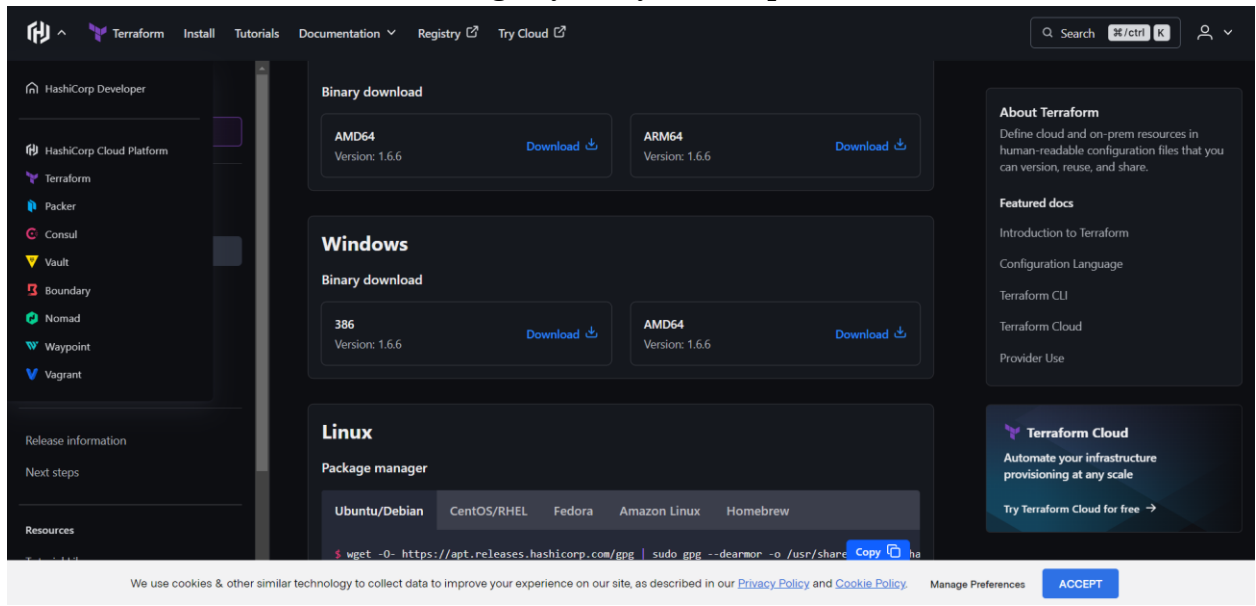 Terraform Install Tutorials Documentation Registry Try Cloud Search ⌘/ctrl K
HashiCorp Developer
HashiCorp Cloud Platform
Terraform
Packer
Consul
Vault
Boundary
Nomad
Waypoint
Vagrant
Release information
Next steps
Resources
Binary download
AMD64
Version: 1.6.6
Download
ARM64
Version: 1.6.6
Download
Windows
Binary download
386
Version: 1.6.6
Download
AMD64
Version: 1.6.6
Download
Linux
Package manager
Ubuntu/Debian CentOS/RHEL Fedora Amazon Linux Homebrew
$ wget -O- https://apt.releases.hashicorp.com/gpg | sudo gpg --dearmor -o /usr/share
Copy
About Terraform
Define cloud and on-prem resources in
human-readable configuration files that you
can version, reuse, and share.
Featured docs
Introduction to Terraform
Configuration Language
Terraform CLI
Terraform Cloud
Provider Use
Terraform Cloud
Automate your infrastructure
provisioning at any scale
Try Terraform Cloud for free →
We use cookies & other similar technology to collect data to improve your experience on our site, as described in our Privacy Policy and Cookie Policy. Manage Preferences ACCEPT